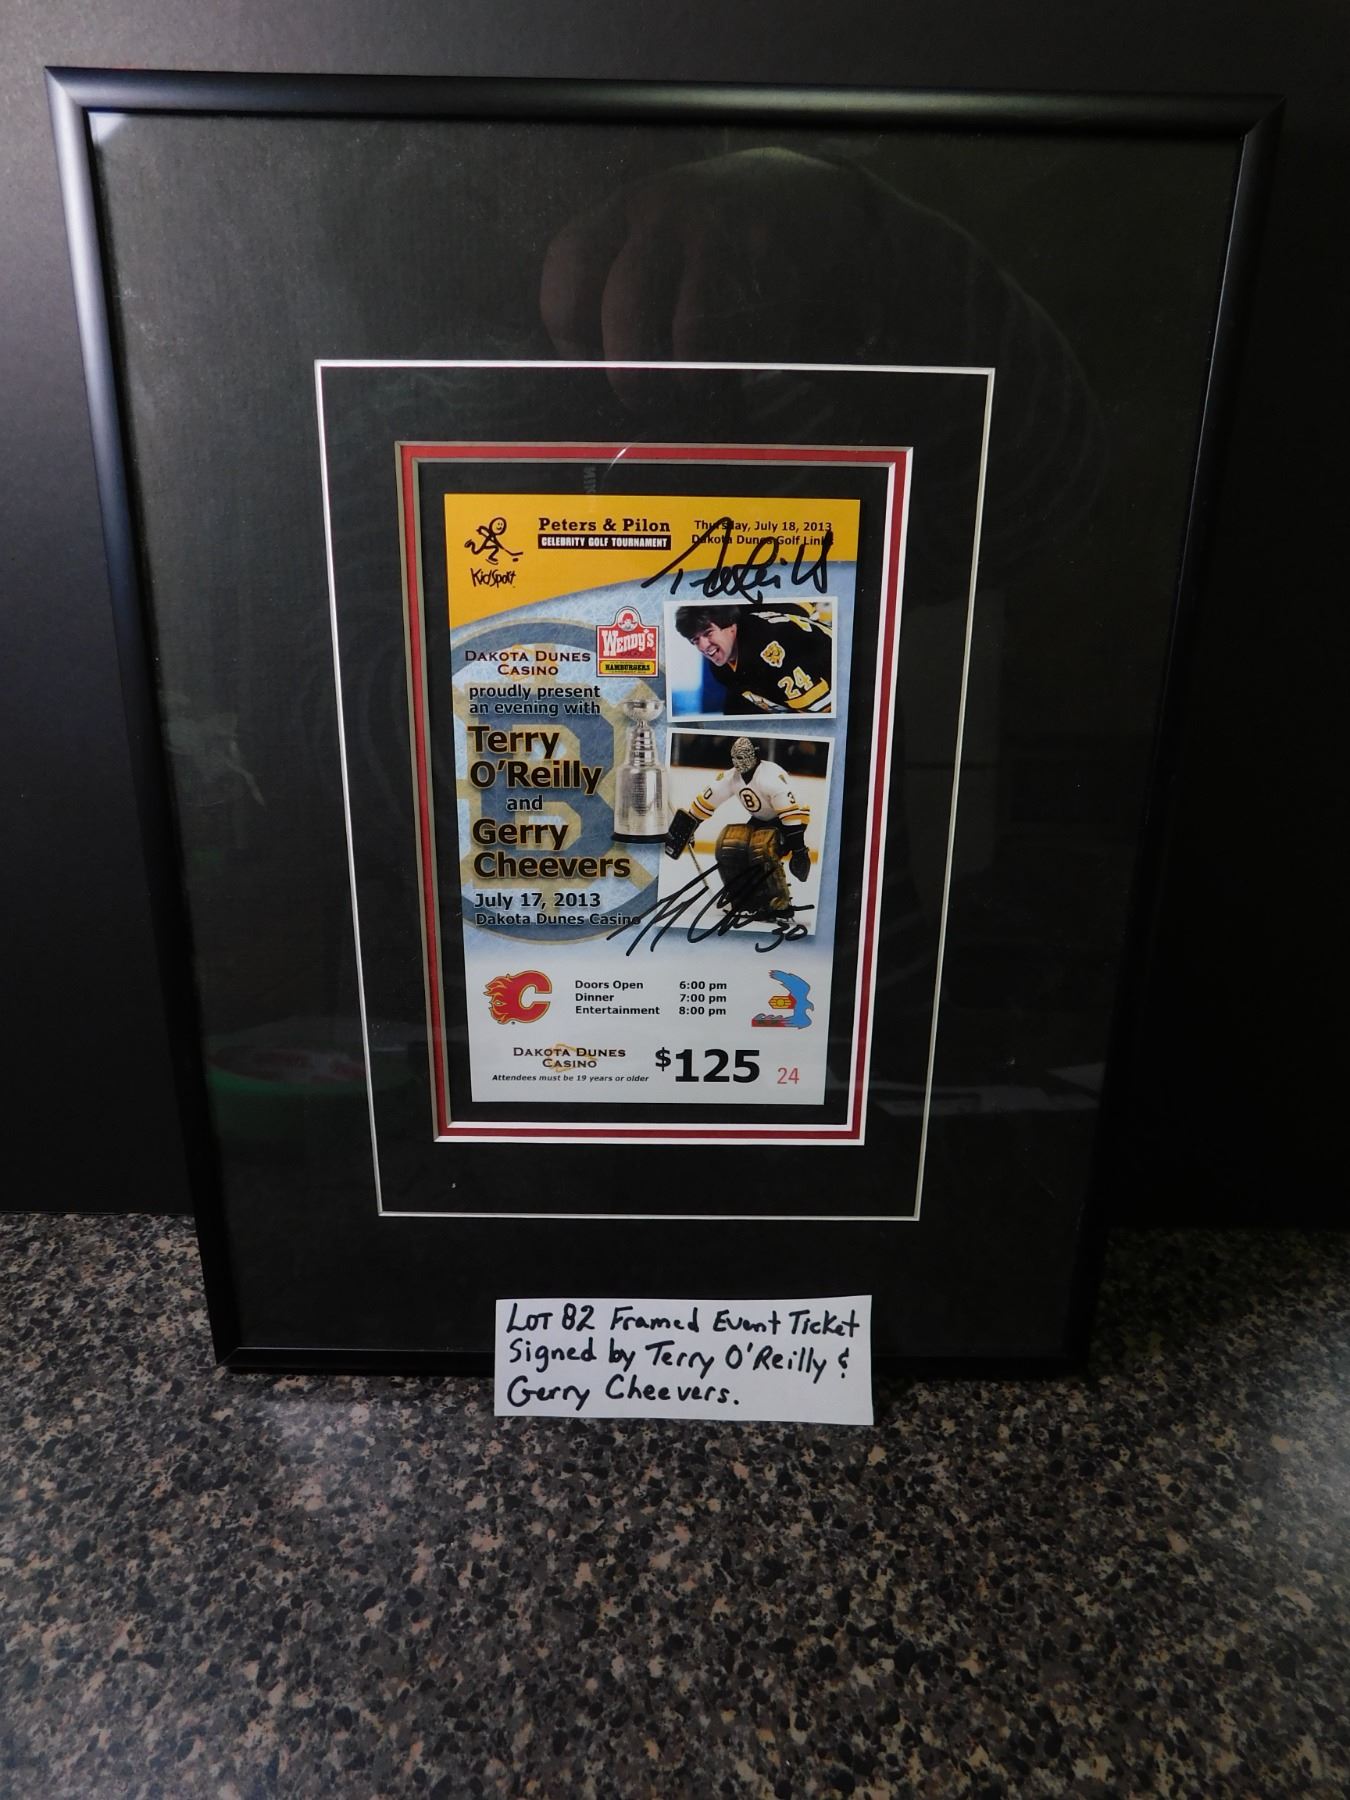 Peters & Pilon
CELEBRITY GOLF TOURNAMENT
Thursday, July 18, 2013
Dakota Dunes Golf Links
KidSport
Wendy's
HAMBURGERS
DAKOTA DUNES
CASINO
proudly present
an evening with
Terry
O'Reilly
and
Gerry
Cheevers
July 17, 2013
Dakota Dunes Casino
24
B
30
Doors Open 6:00 pm
Dinner 7:00 pm
Entertainment 8:00 pm
C
DAKOTA DUNES
CASINO
Attendees must be 19 years or older
$125 24
LOT 82 Framed Event Ticket
Signed by Terry O'Reilly &
Gerry Cheevers.